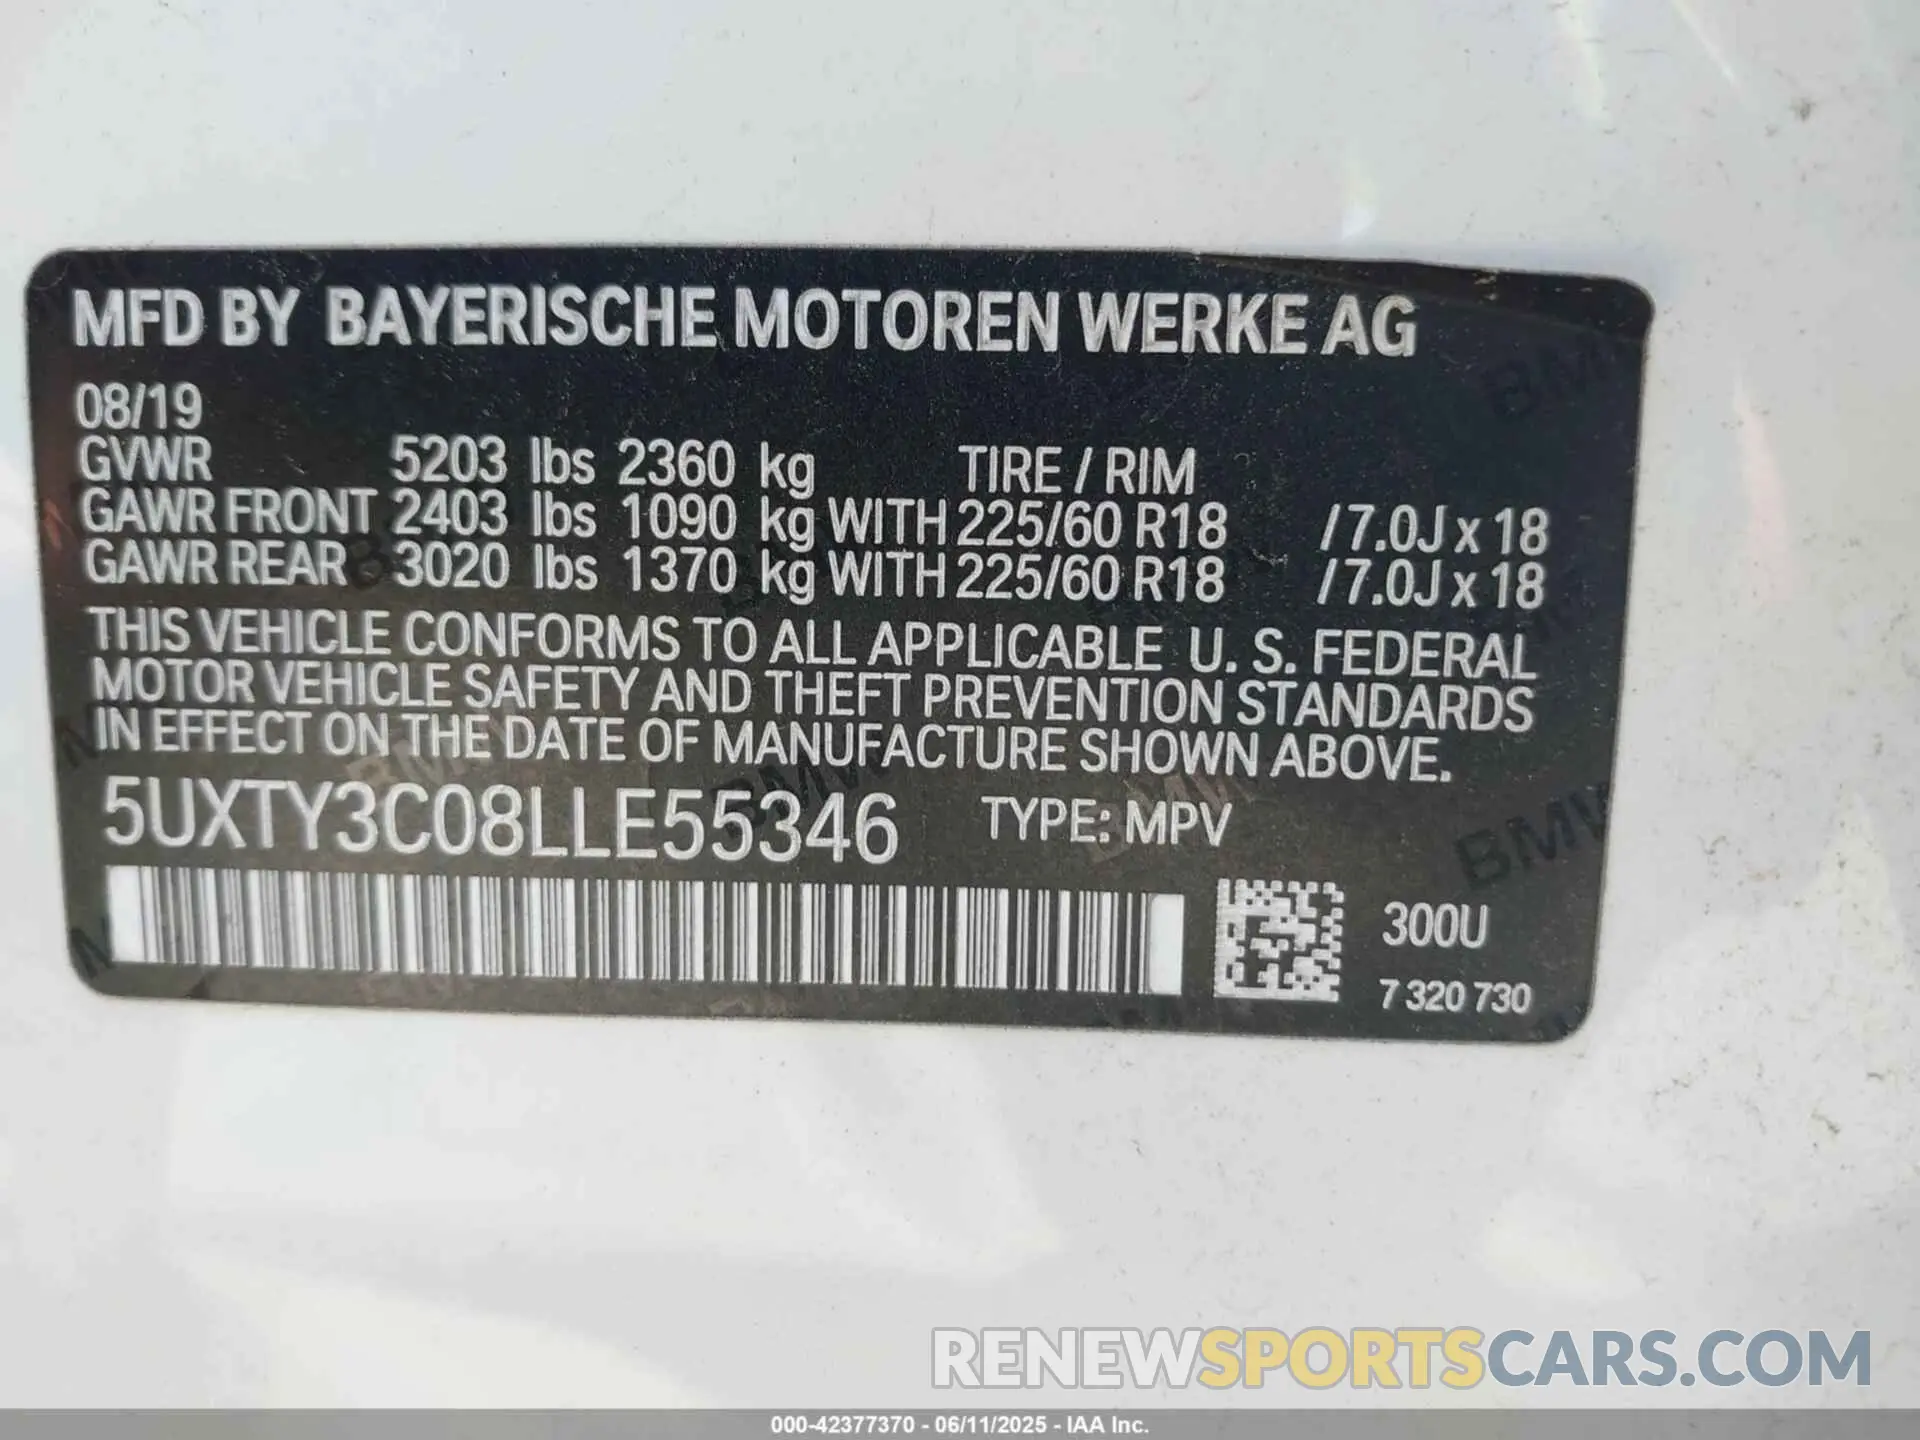 MFD BY BAYERISCHE MOTOREN WERKE AG
08/19
GVWR 5203 lbs 2360 kg TIRE / RIM
GAWR FRONT 2403 lbs 1090 kg WITH 225/60 R18 / 7.0J x 18
GAWR REAR 3020 lbs 1370 kg WITH 225/60 R18 / 7.0J x 18
THIS VEHICLE CONFORMS TO ALL APPLICABLE U. S. FEDERAL
MOTOR VEHICLE SAFETY AND THEFT PREVENTION STANDARDS
IN EFFECT ON THE DATE OF MANUFACTURE SHOWN ABOVE.
5UXTY3C08LLE55346 TYPE: MPV
300U
7 320 730
RENEWSPORTSCARS.COM
000-42377370 - 06/11/2025 - IAA Inc.